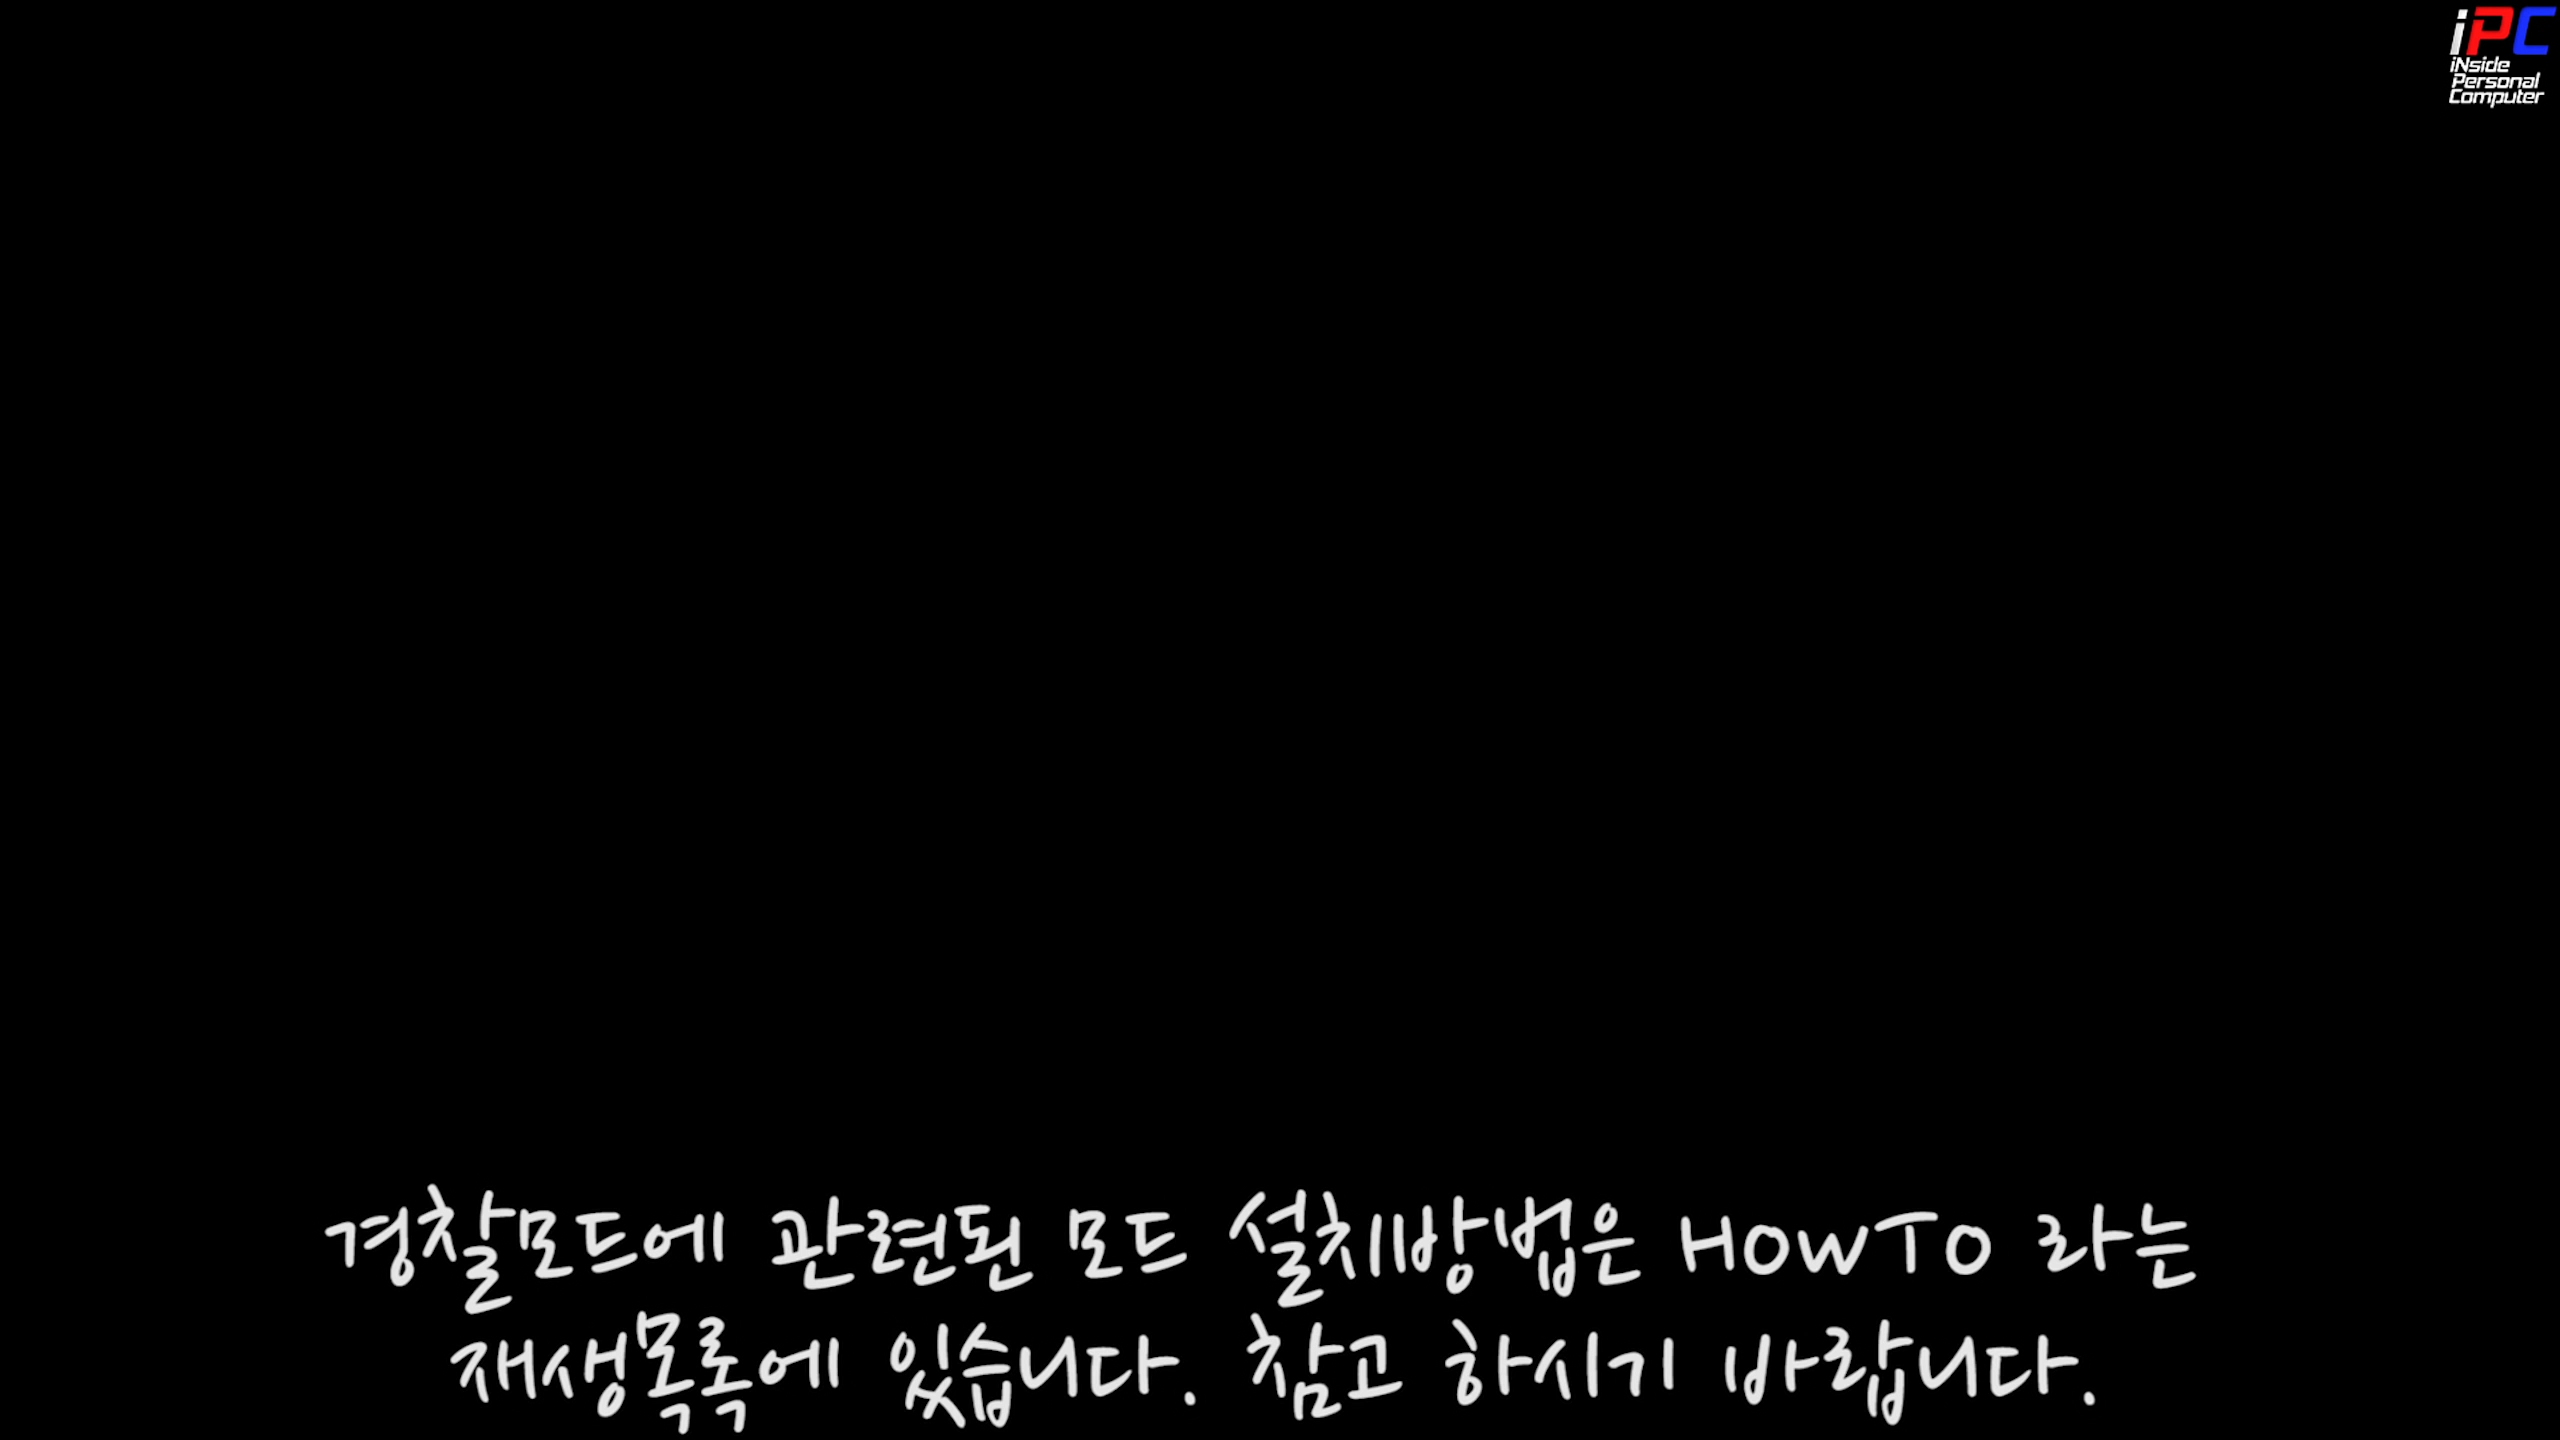 iPC
iNside
Personal
Computer
경찰모드에 관련된 모드 설치방법은 HOWTO 라는
재생목록에 있습니다. 참고 하시기 바랍니다.